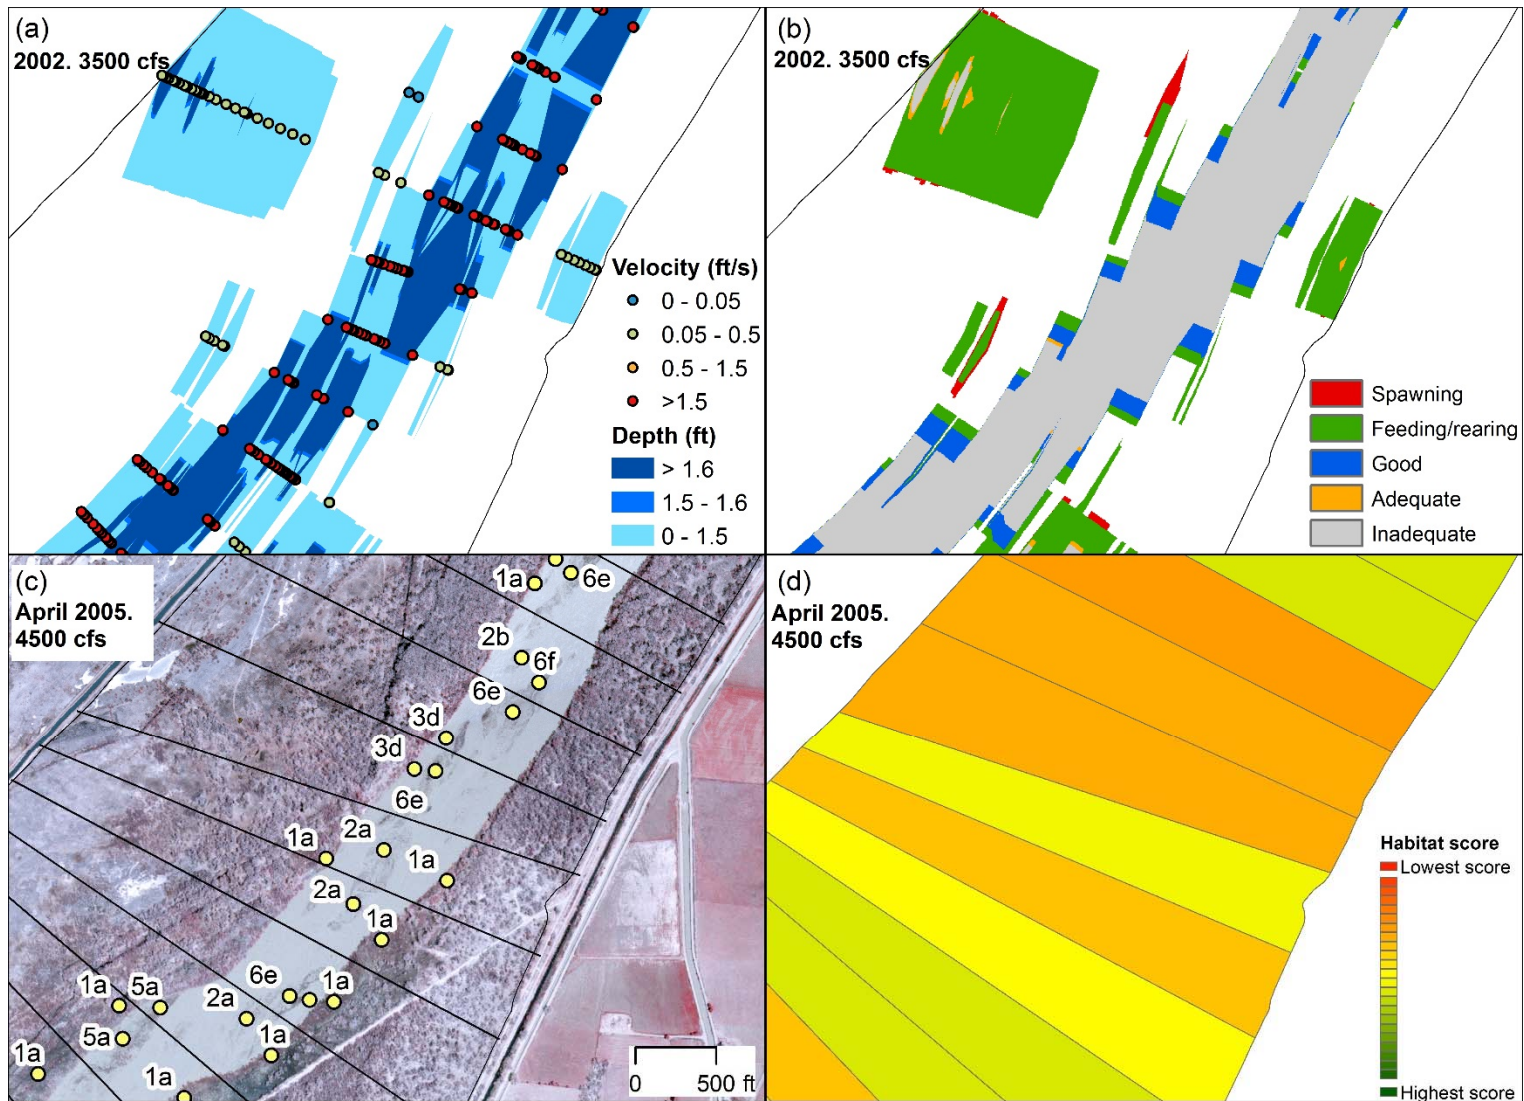 (a)
2002. 3500 cfs
Velocity (ft/s)
0 - 0.05
0.05 - 0.5
0.5 - 1.5
>1.5
Depth (ft)
> 1.6
1.5 - 1.6
0 - 1.5
(b)
2002. 3500 cfs
Spawning
Feeding/rearing
Good
Adequate
Inadequate
(c)
April 2005.
4500 cfs
1a
6e
2b
6f
6e
3d
3d
6e
2a
1a
1a
2a
1a
6e
1a
1a
5a
2a
5a
1a
1a
1a
0 500 ft
(d)
April 2005.
4500 cfs
Habitat score
Lowest score
Highest score